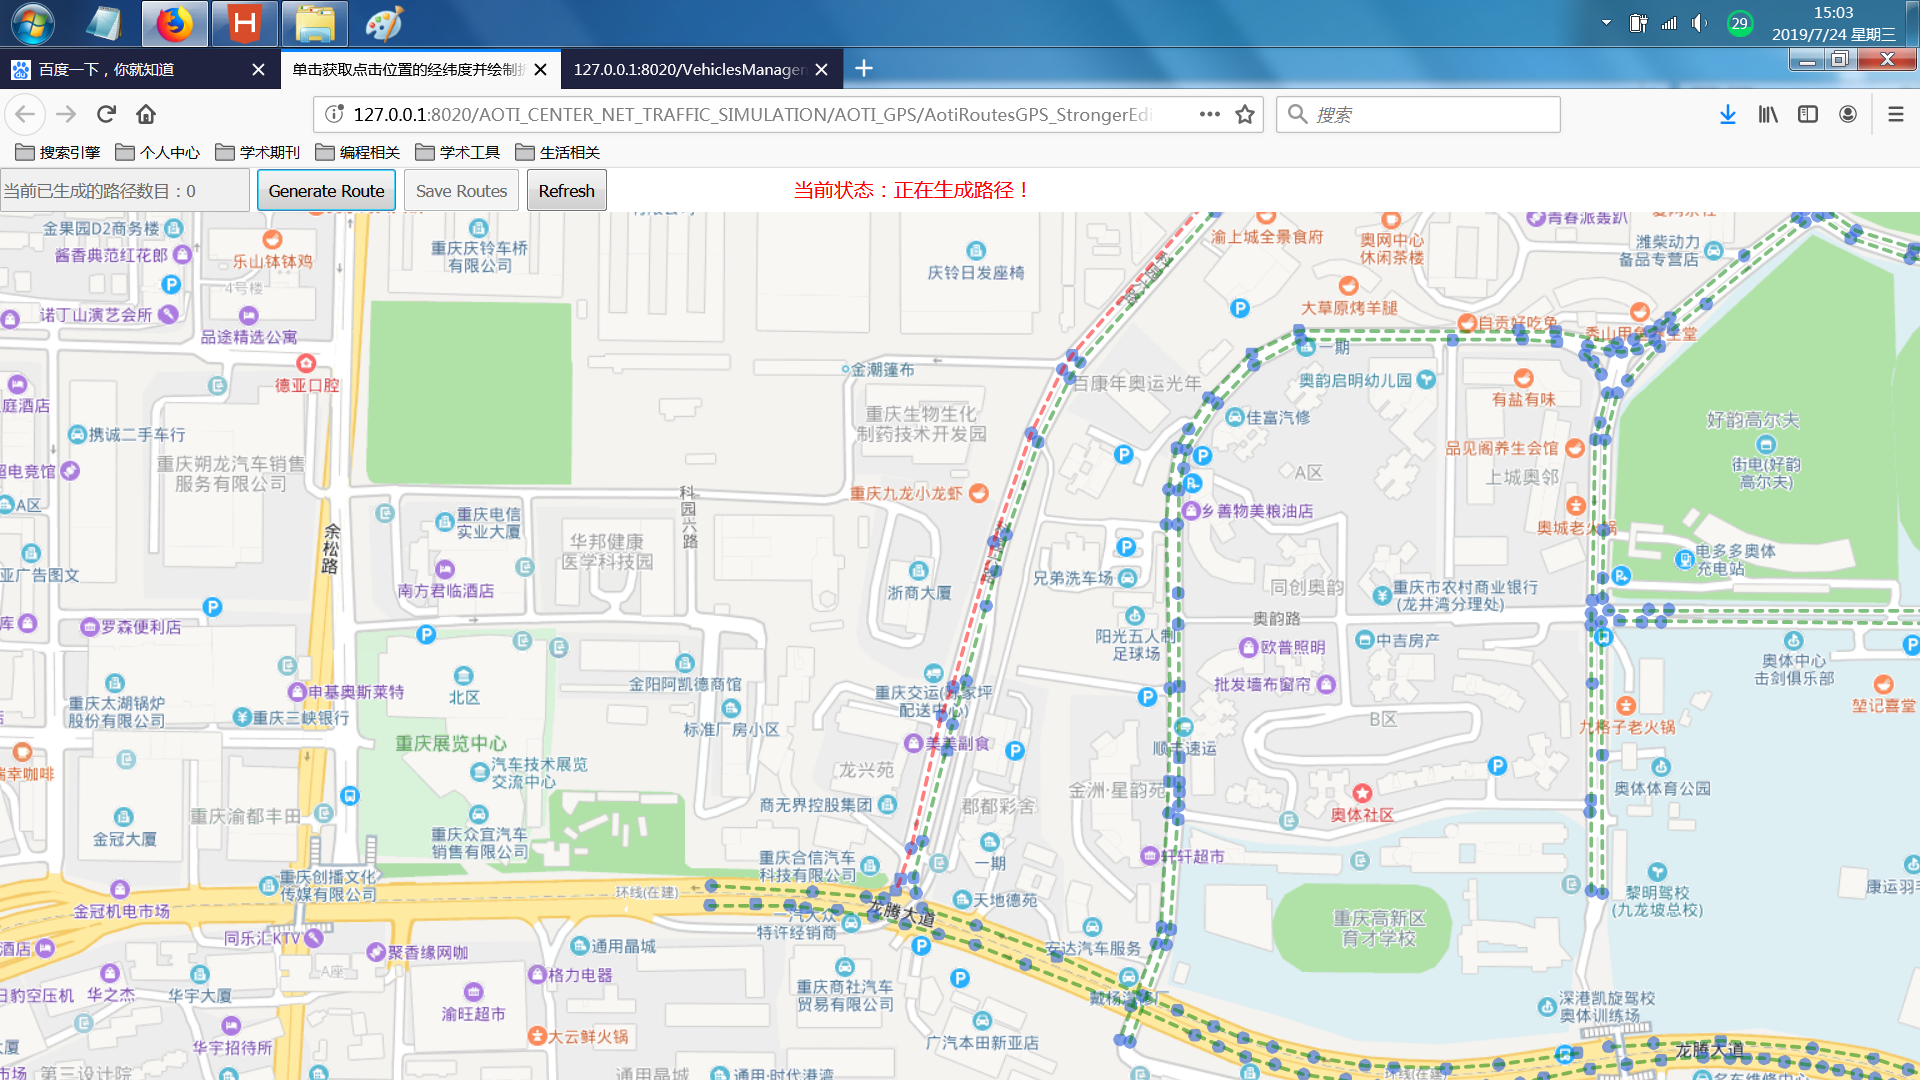 15:03
29
2019/7/24 星期三
百度一下，你就知道
单击获取点击位置的经纬度并绘制
127.0.0.1:8020/VehiclesManage
127.0.0.1:8020/AOTI_CENTER_NET_TRAFFIC_SIMULATION/AOTI_GPS/AotiRoutesGPS_StrongerEdi
搜索
搜索引擎
个人中心
学术期刊
编程相关
学术工具
生活相关
当前已生成的路径数目：0
Generate Route
Save Routes
Refresh
当前状态：正在生成路径！
金果园D2商务楼
酱香典范红花郎
乐山钵钵鸡
4号楼
诺丁山演艺会所
品途精选公寓
德亚口腔
庭酒店
携诚二手车行
超电竞馆
重庆朔龙汽车销售
服务有限公司
A区
亚广告图文
库
罗森便利店
余松路
重庆庆铃车桥
有限公司
庆铃日发座椅
金潮篷布
重庆生物生化
制药技术开发园
重庆九龙小龙虾
科园六路
重庆电信
实业大厦
华邦健康
医学科技园
南方君临酒店
浙商大厦
渝上城全景食府
奥网中心
休闲茶楼
青春派轰趴
潍柴动力
备品专营店
大草原烤羊腿
自贡好吃兔
一期
百康年奥运光年
奥韵启明幼儿园
有盐有味
佳富汽修
品见阁养生会馆
A区
上城奥邻
好韵高尔夫
街电(好韵
高尔夫)
乡善物美粮油店
奥城老火锅
电多多奥体
充电站
兄弟洗车场
同创奥韵
重庆市农村商业银行
(龙井湾分理处)
奥韵路
阳光五人制
足球场
欧普照明
中吉房产
批发墙布窗帘
奥体中心
击剑俱乐部
堃记喜堂
九格子老火锅
B区
顺丰速运
奥体体育公园
金洲·星韵苑
奥体社区
轩轩超市
重庆高新区
育才学校
黎明驾校
(九龙坡总校)
康运羽
深港凯旋驾校
奥体训练场
龙腾大道
重庆太湖锅炉
股份有限公司
申基奥斯莱特
重庆三峡银行
北区
金阳阿凯德商馆
标准厂房小区
重庆交运
配送中心)
美美副食
重庆展览中心
汽车技术展览
交流中心
龙兴苑
商无界控股集团
郡都彩舍
瑞幸咖啡
金冠大厦
重庆渝都丰田
重庆众宜汽车
销售有限公司
重庆合信汽车
科技有限公司
一期
重庆创播文化
传媒有限公司
环线(在建)
金冠机电市场
一汽大众
特许经销商
龙腾大道
天地德苑
安达汽车服务
同乐汇KTV
聚香缘网咖
通用晶城
酒店
A座
格力电器
日豹空压机
华之杰
华宇大厦
渝旺超市
重庆商社汽车
贸易有限公司
大云鲜火锅
广汽本田新亚店
华宇招待所
大厦
市场
第三设计院
通用晶城
通用·时代港湾
环线(在建)
名车维修中心